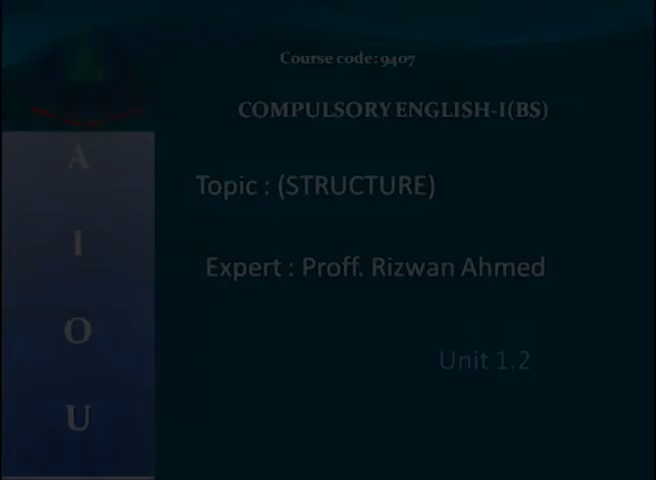 Course code: 9407
COMPULSORY ENGLISH-I(BS)
A
Topic : (STRUCTURE)
I
Expert : Proff. Rizwan Ahmed
O
Unit 1.2
U